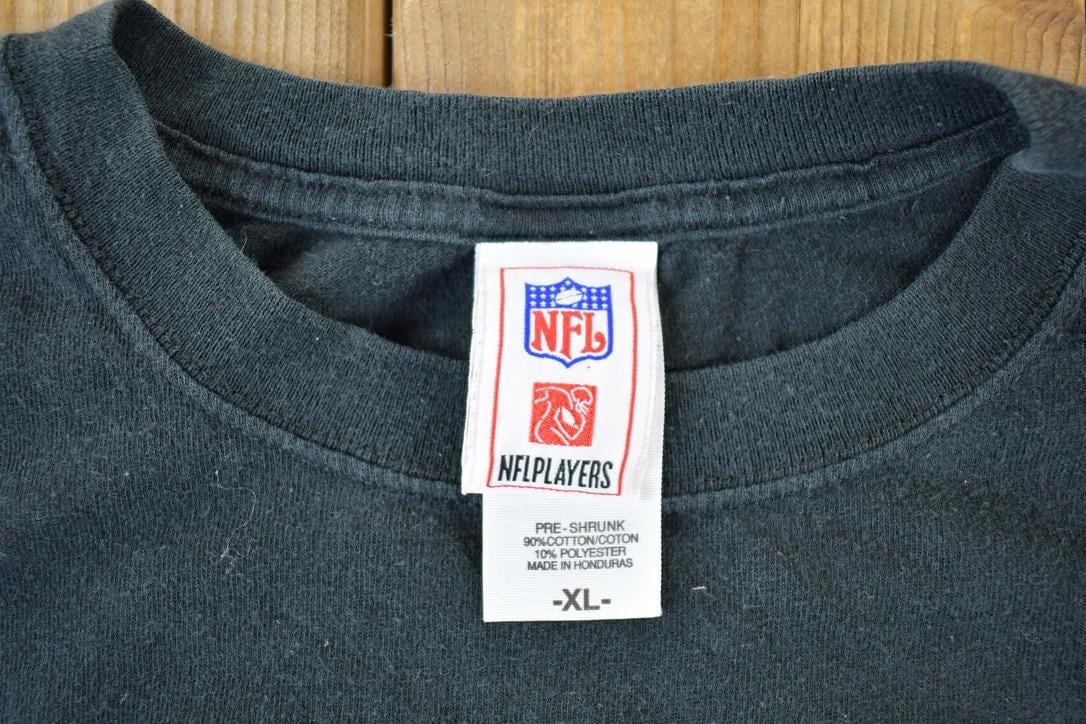 NFL
NFLPLAYERS
PRE-SHRUNK
90%COTTON/COTON
10% POLYESTER
MADE IN HONDURAS
-XL-